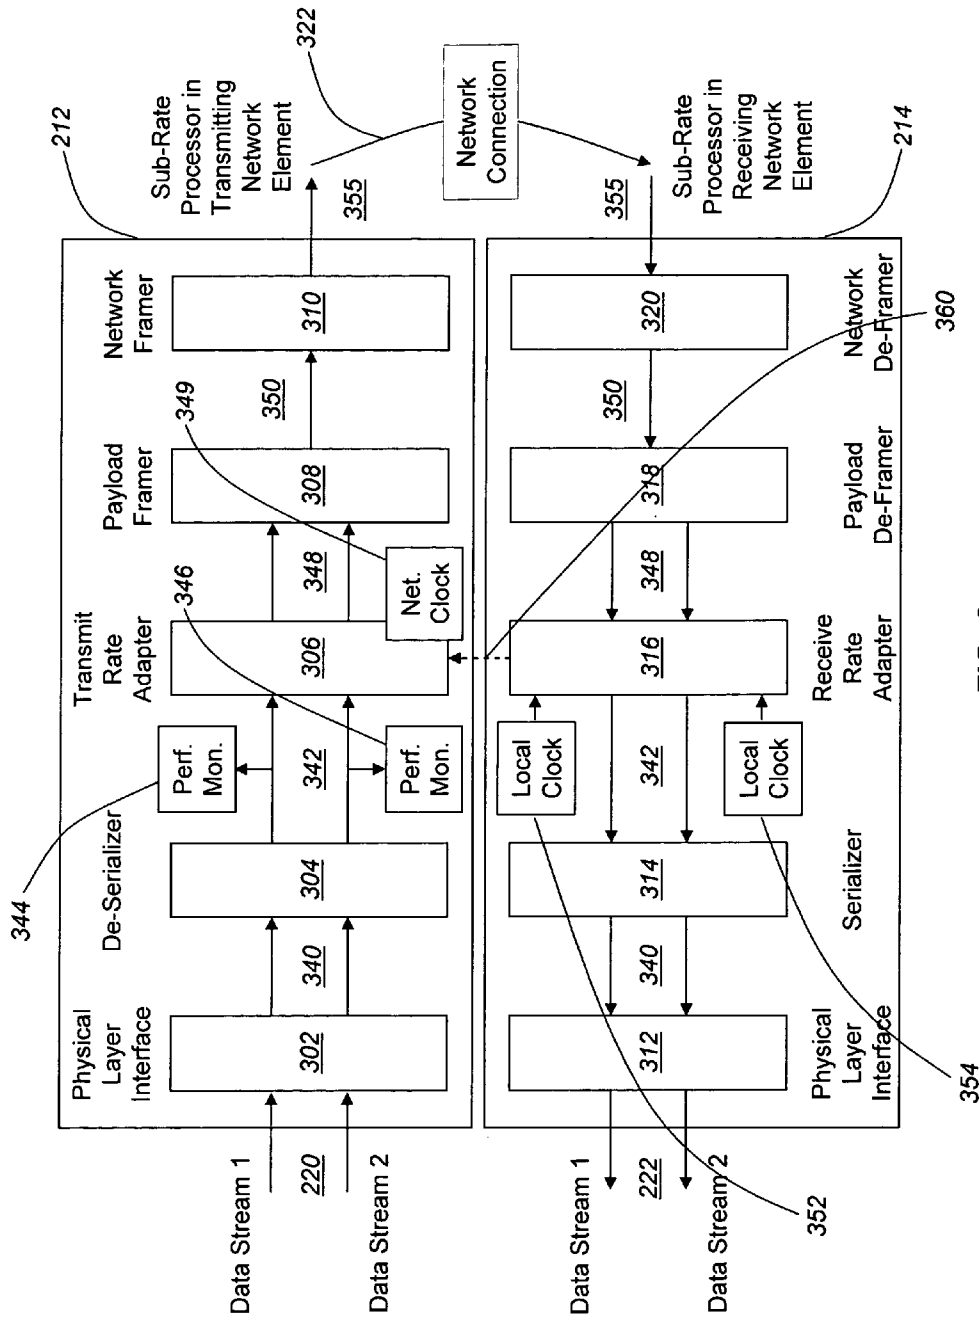 344
212
Physical
Layer
Interface
De-Serializer
Transmit
Rate
Adapter
Payload
Framer
Network
Framer
Sub-Rate
Processor in
Transmitting
Network
Element
346
349
322
Perf.
Mon.
Data Stream 1
220
Data Stream 2
302
340
304
342
306
348
308
350
310
355
Perf.
Mon.
Net.
Clock
Network
Connection
360
Local
Clock
Data Stream 1
222
Data Stream 2
312
340
314
342
316
348
318
350
320
355
Local
Clock
Physical
Layer
Interface
Serializer
Receive
Rate
Adapter
Payload
De-Framer
Network
De-Framer
Sub-Rate
Processor in
Receiving
Network
Element
352
354
214